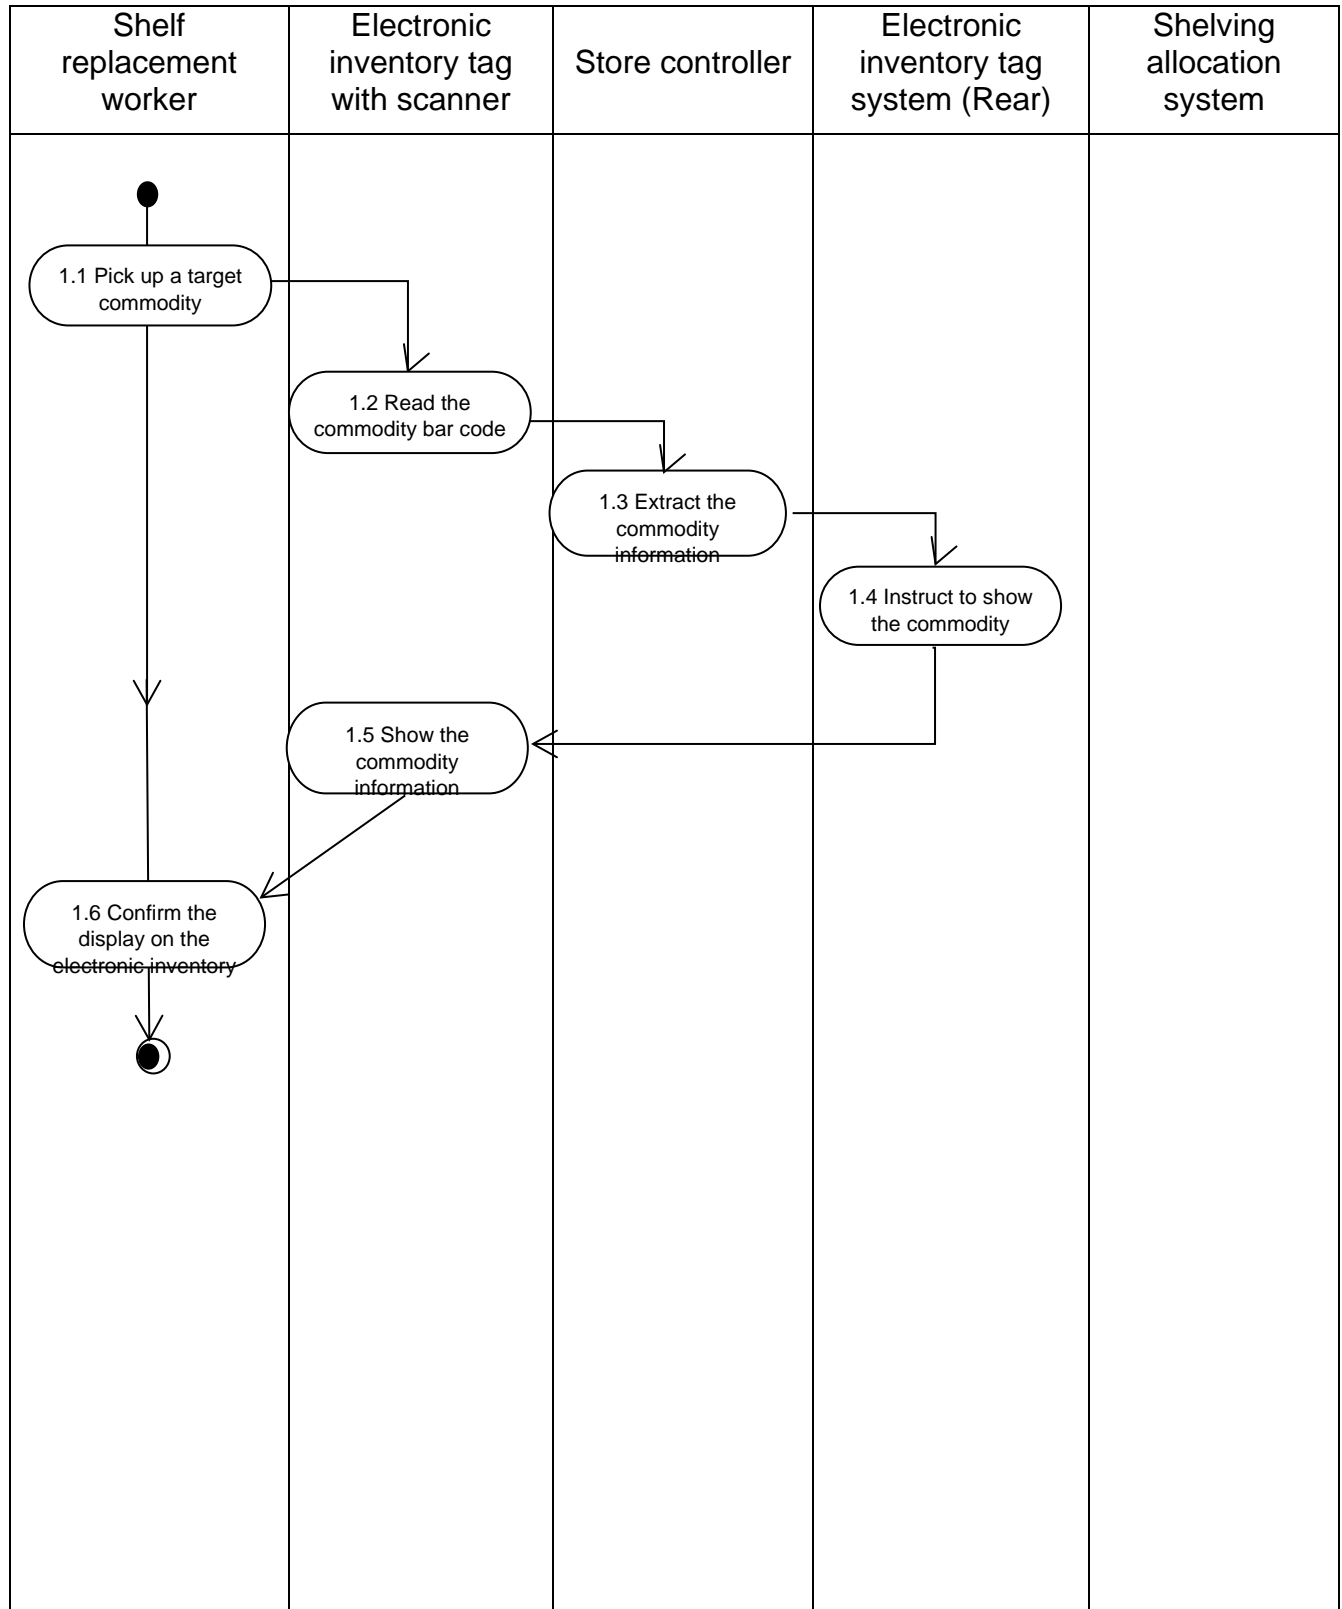 Shelf
replacement
worker
Electronic
inventory tag
with scanner
Store controller
Electronic
inventory tag
system (Rear)
Shelving
allocation
system
1.1 Pick up a target
commodity
1.2 Read the
commodity bar code
1.3 Extract the
commodity
information
1.4 Instruct to show
the commodity
1.5 Show the
commodity
information
1.6 Confirm the
display on the
electronic inventory